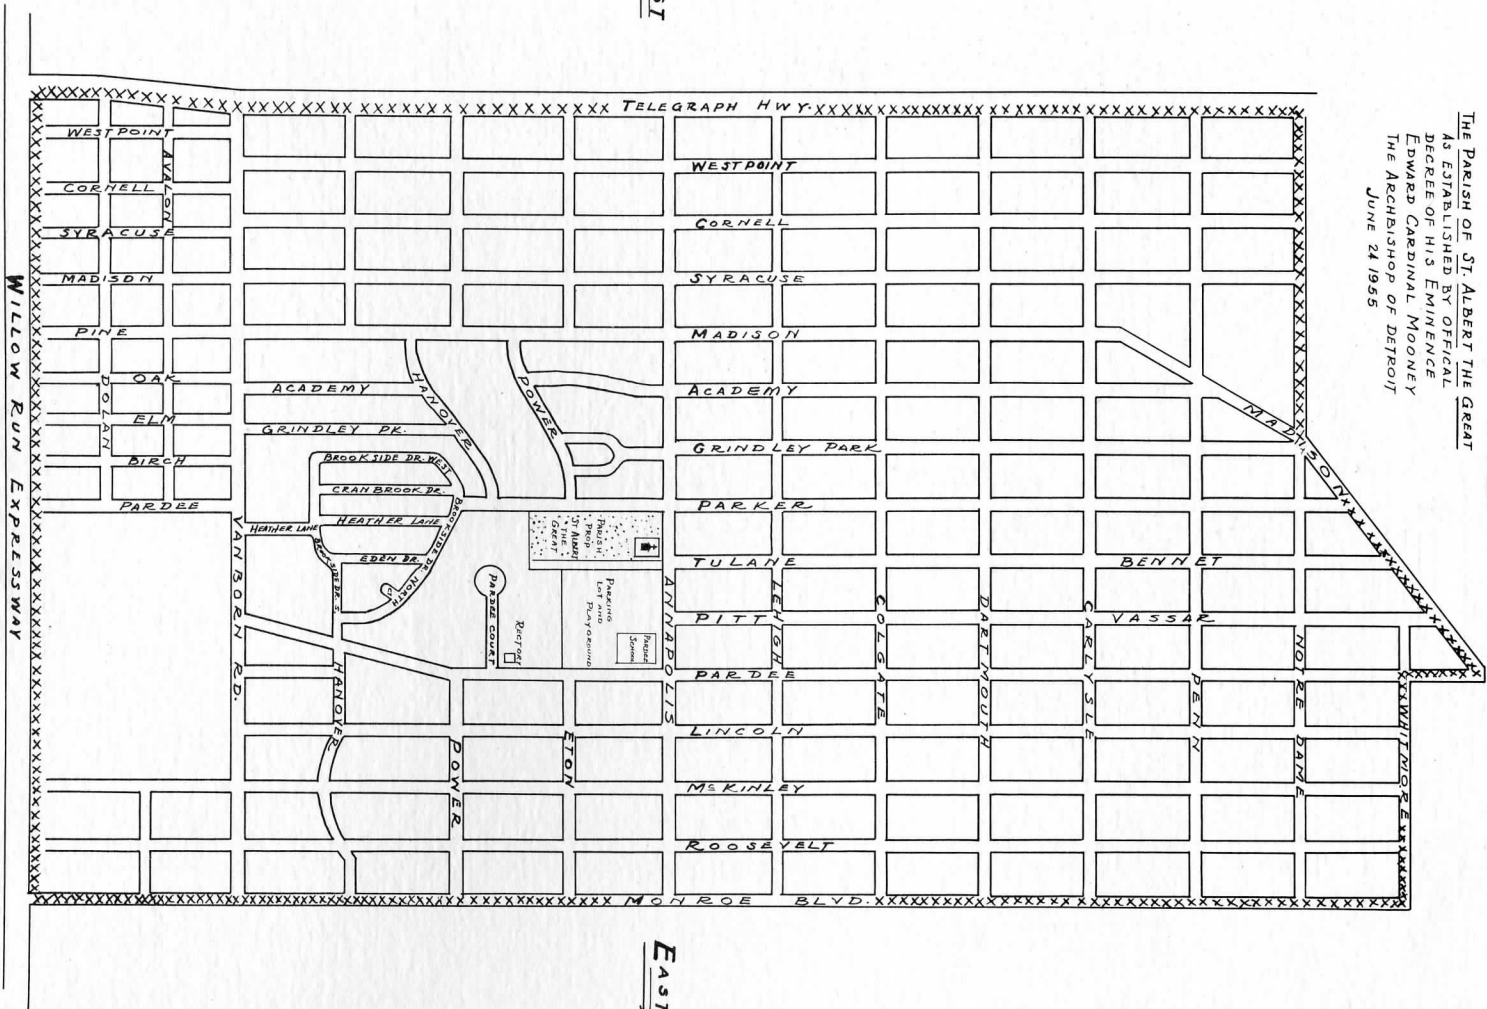 THE PARISH OF ST. ALBERT THE GREAT
AS ESTABLISHED BY OFFICAL
DECREE OF HIS EMINENCE
EDWARD CARDINAL MOONEY
THE ARCHBISHOP OF DETROIT
JUNE 24 1955
ST
TELEGRAPH HWY.
WESTPOINT
AVALON
CORNELL
SYRACUSE
MADISON
PINE
OAK
DOLAN
ELM
BIRCH
PARDEE
WILLOW RUN EXPRESSWAY
WESTPOINT
CORNELL
SYRACUSE
MADISON
ACADEMY
HANOVER
POWER
ACADEMY
GRINDLEY PK.
GRINDLEY PARK
MADISON
BROOKSIDE DR. WEST
CRANBROOK DR.
HEATHER LANE
HEATHER LANE
BROOKSIDE DR. NORTH
EDEN DR.
BROOKSIDE DR. S.
CT.
PARKER
PARISH
PROP.
ST ALBERT
THE
GREAT
TULANE
BENNET
VAN BORN RD.
PARDEE COURT
RECTORY
PARKING
LOT AND
PLAYGROUND
PARDEE
SCHOOL
ANNAPOLIS
LEHIGH
COLGATE
DARTMOUTH
CARLYSLE
PENN
NOTRE DAME
WHITMORE
PITT
VASSAR
PARDEE
HANOVER
POWER
ETON
LINCOLN
McKINLEY
ROOSEVELT
MONROE BLVD.
EAST